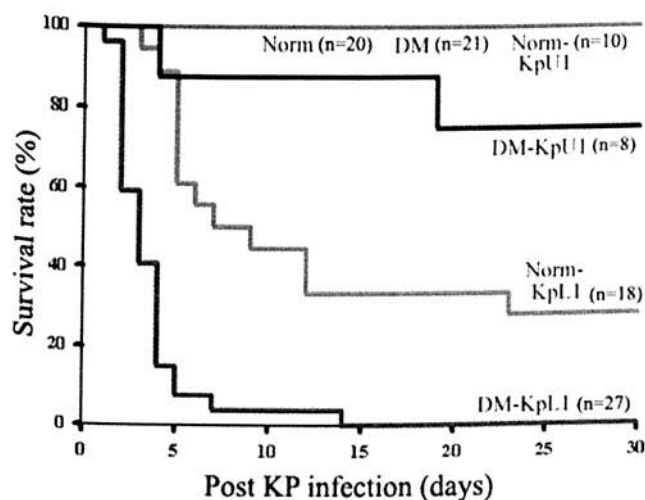 Survival rate (%)
100
80
60
40
20
0
Norm (n=20) DM (n=21) Norm- (n=10)
KpU1
DM-KpU1 (n=8)
Norm-
KpL1 (n=18)
DM-KpL1 (n=27)
0 5 10 15 20 25 30
Post KP infection (days)